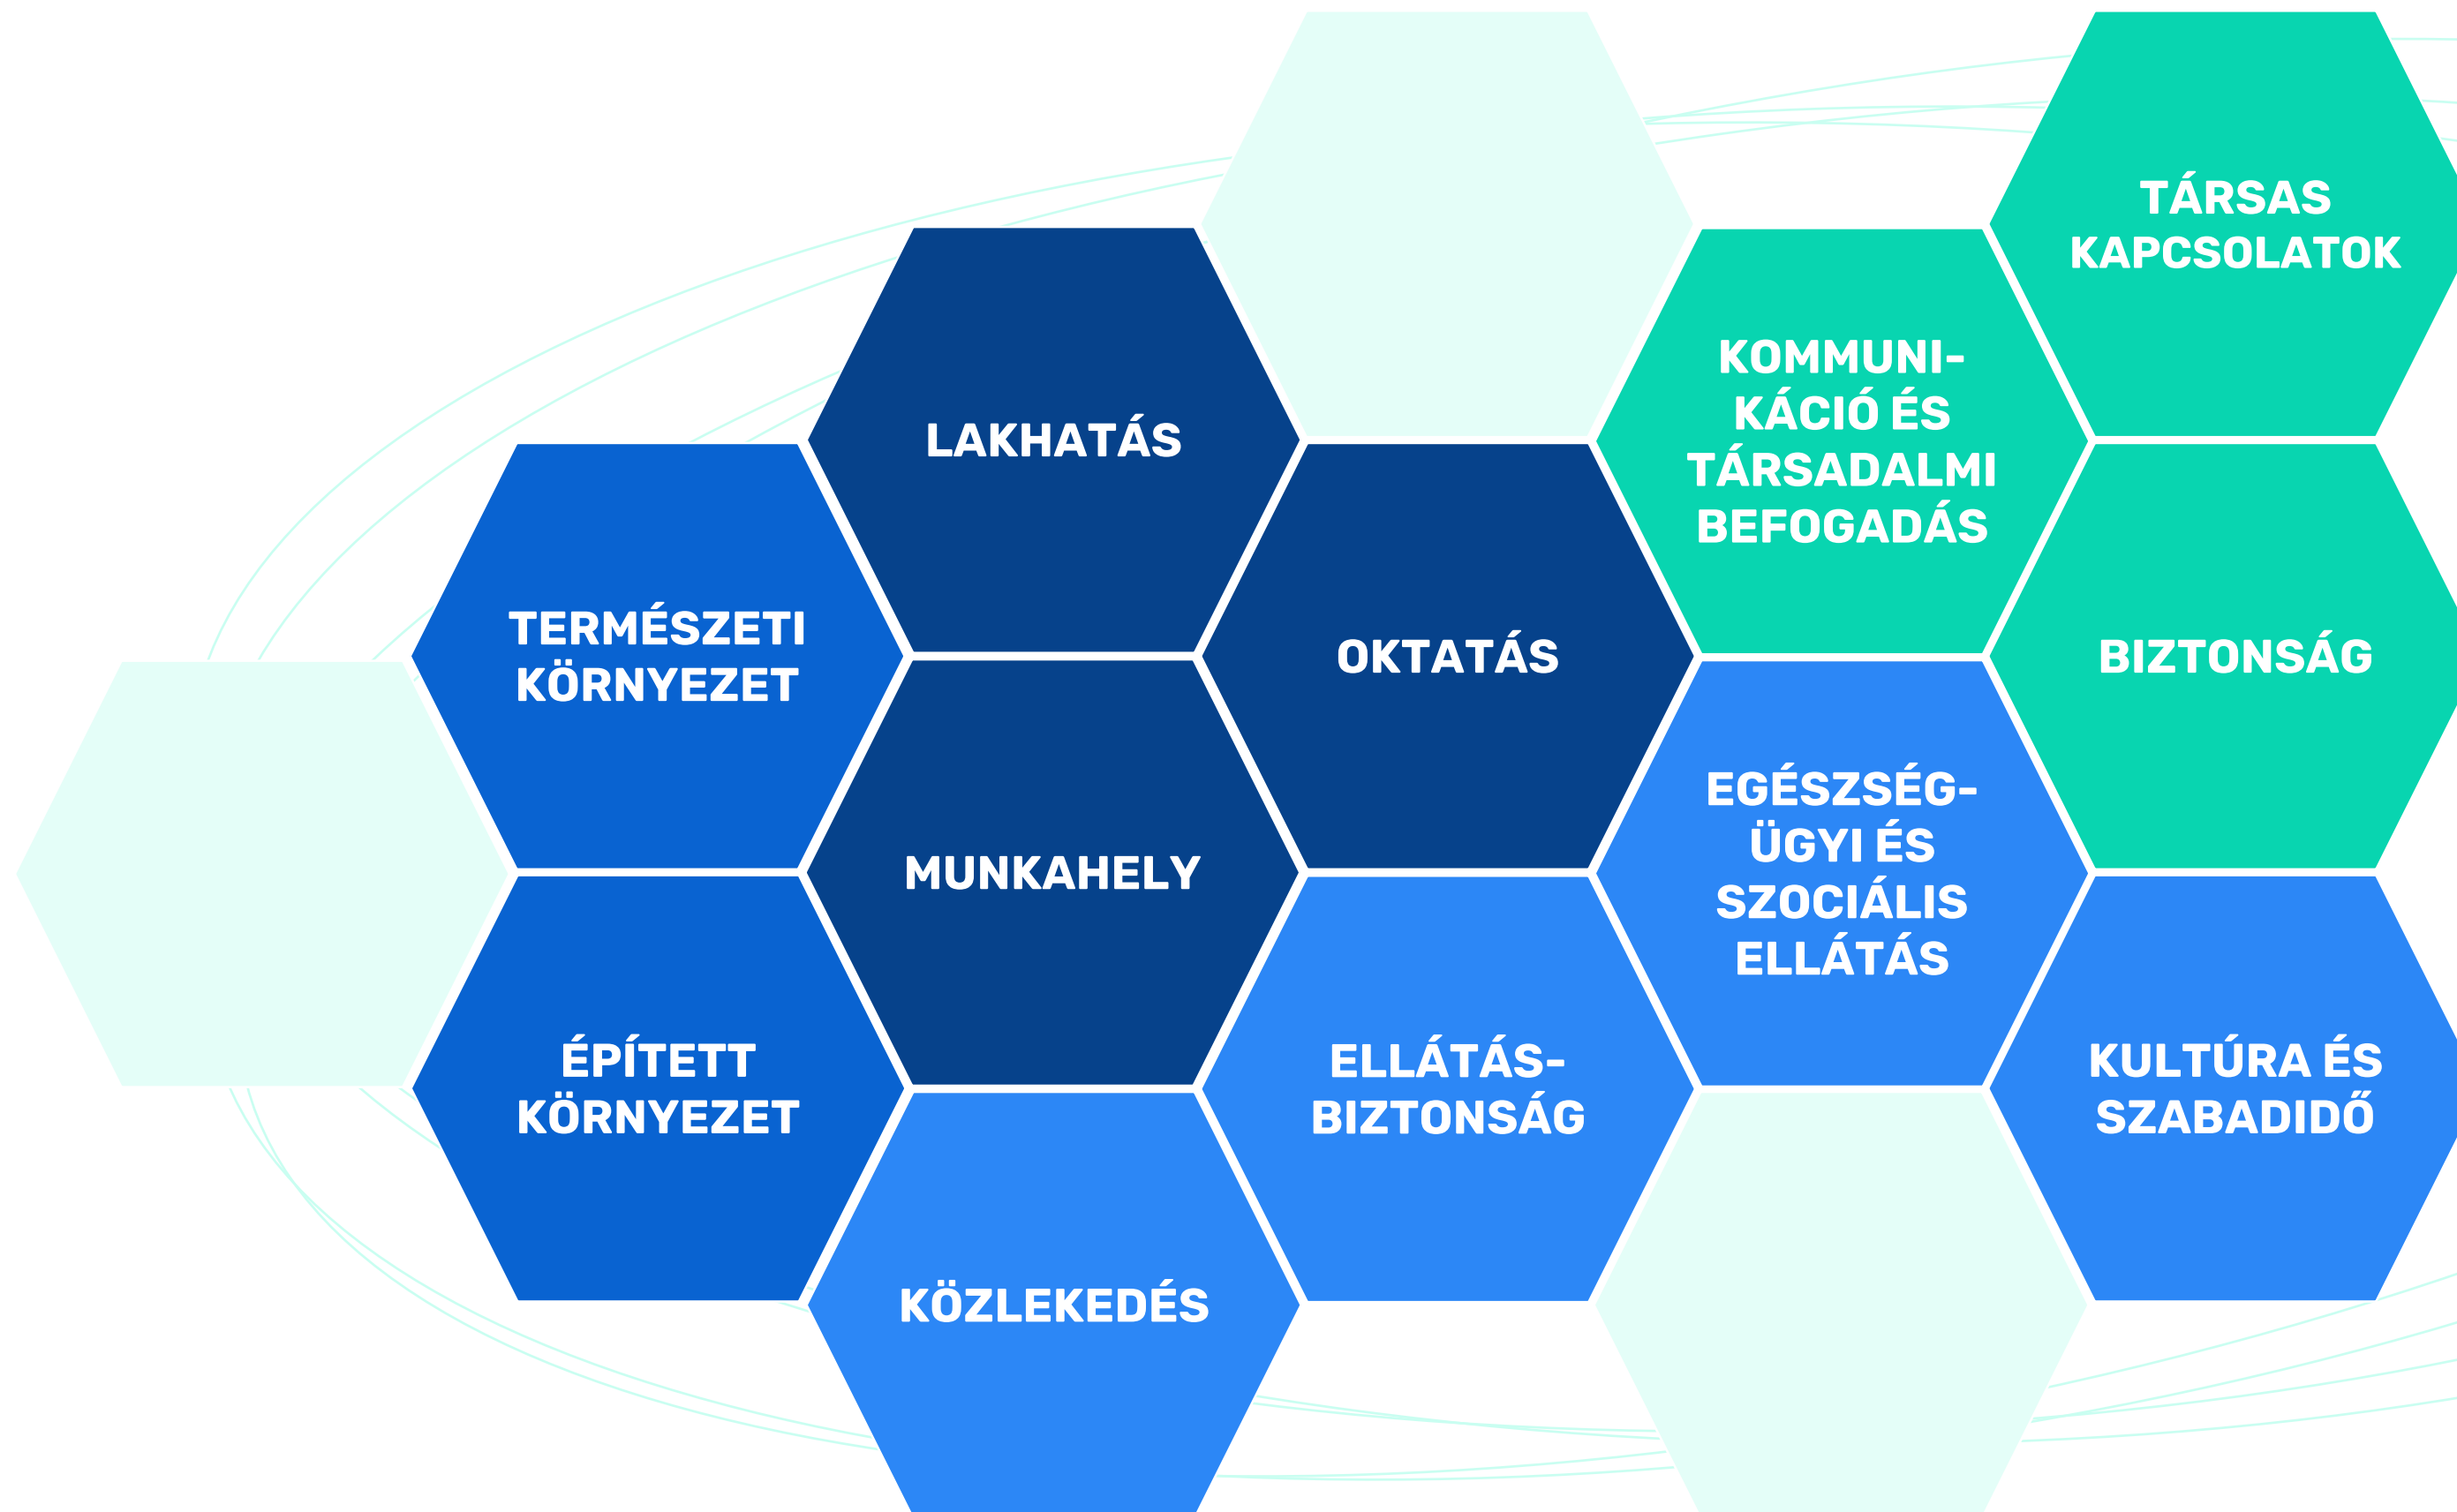 TÁRSAS
KAPCSOLATOK
KOMMUNI-
KÁCIÓ ÉS
TÁRSADALMI
BEFOGADÁS
LAKHATÁS
TERMÉSZETI
KÖRNYEZET
OKTATÁS
BIZTONSÁG
MUNKAHELY
EGÉSZSÉG-
ÜGYI ÉS
SZOCIÁLIS
ELLÁTÁS
ÉPÍTETT
KÖRNYEZET
ELLÁTÁS-
BIZTONSÁG
KULTÚRA ÉS
SZABADIDŐ
KÖZLEKEDÉS